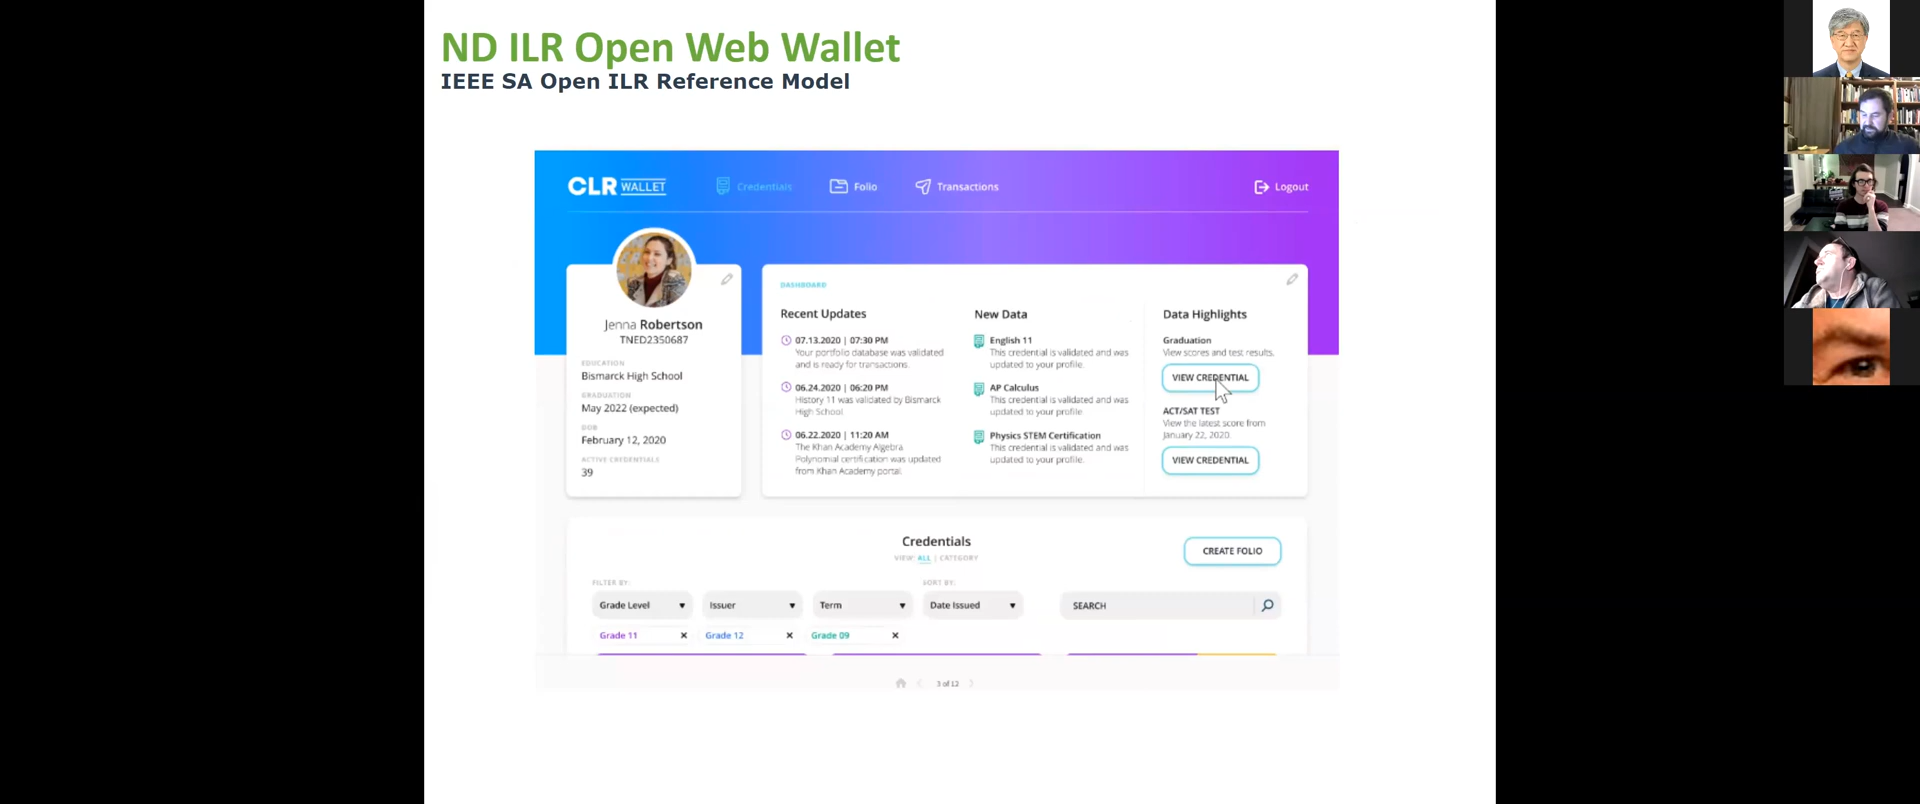 ND ILR Open Web Wallet
IEEE SA Open ILR Reference Model
CLR WALLET
Credentials
Folio
Transactions
Logout
Jenna Robertson
TNED2350687
EDUCATION
Bismarck High School
GRADUATION
May 2022 (expected)
DOB
February 12, 2020
ACTIVE CREDENTIALS
39
DASHBOARD
Recent Updates
07.13.2020 | 07:30 PM
Your portfolio database was validated
and is ready for transactions.
06.24.2020 | 06:20 PM
History 11 was validated by Bismarck
High School
06.22.2020 | 11:20 AM
The Khan Academy Algebra
Polynomial certification was updated
from Khan Academy portal.
New Data
English 11
This credential is validated and was
updated to your profile.
AP Calculus
This credential is validated and was
updated to your profile.
Physics STEM Certification
This credential is validated and was
updated to your profile.
Data Highlights
Graduation
View scores and test results.
VIEW CREDENTIAL
ACT/SAT TEST
View the latest score from
January 22, 2020
VIEW CREDENTIAL
Credentials
VIEW: ALL | CATEGORY
CREATE FOLIO
FILTER BY:
SORT BY:
Grade Level
Issuer
Term
Date Issued
SEARCH
Grade 11 ×
Grade 12 ×
Grade 09 ×
3 of 12